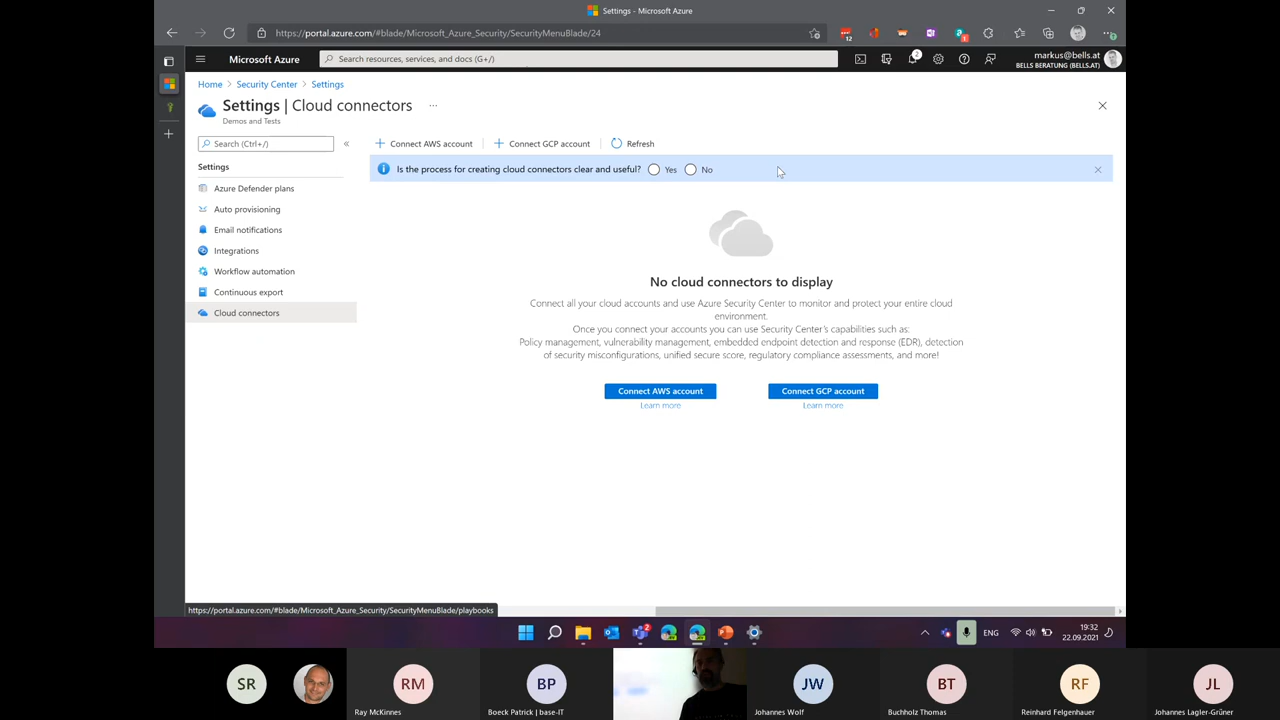 Settings - Microsoft Azure
https://portal.azure.com/#blade/Microsoft_Azure_Security/SecurityMenuBlade/24
12
1
Microsoft Azure
Search resources, services, and docs (G+/)
2
markus@bells.at
BELLS BERATUNG (BELLS.AT)
Home > Security Center > Settings
Settings | Cloud connectors ...
Demos and Tests
Search (Ctrl+/)
«
Connect AWS account
Connect GCP account
Refresh
Is the process for creating cloud connectors clear and useful? Yes No
Settings
Azure Defender plans
Auto provisioning
Email notifications
Integrations
Workflow automation
Continuous export
Cloud connectors
No cloud connectors to display
Connect all your cloud accounts and use Azure Security Center to monitor and protect your entire cloud
environment.
Once you connect your accounts you can use Security Center's capabilities such as:
Policy management, vulnerability management, embedded endpoint detection and response (EDR), detection
of security misconfigurations, unified secure score, regulatory compliance assessments, and more!
Connect AWS account
Connect GCP account
Learn more
Learn more
https://portal.azure.com/#blade/Microsoft_Azure_Security/SecurityMenuBlade/playbooks
2
ENG
19:32
22.09.2021
SR
RM
BP
JW
BT
RF
JL
Ray McKinnes
Boeck Patrick | base-IT
Johannes Wolf
Buchholz Thomas
Reinhard Felgenhauer
Johannes Lagler-Grüner